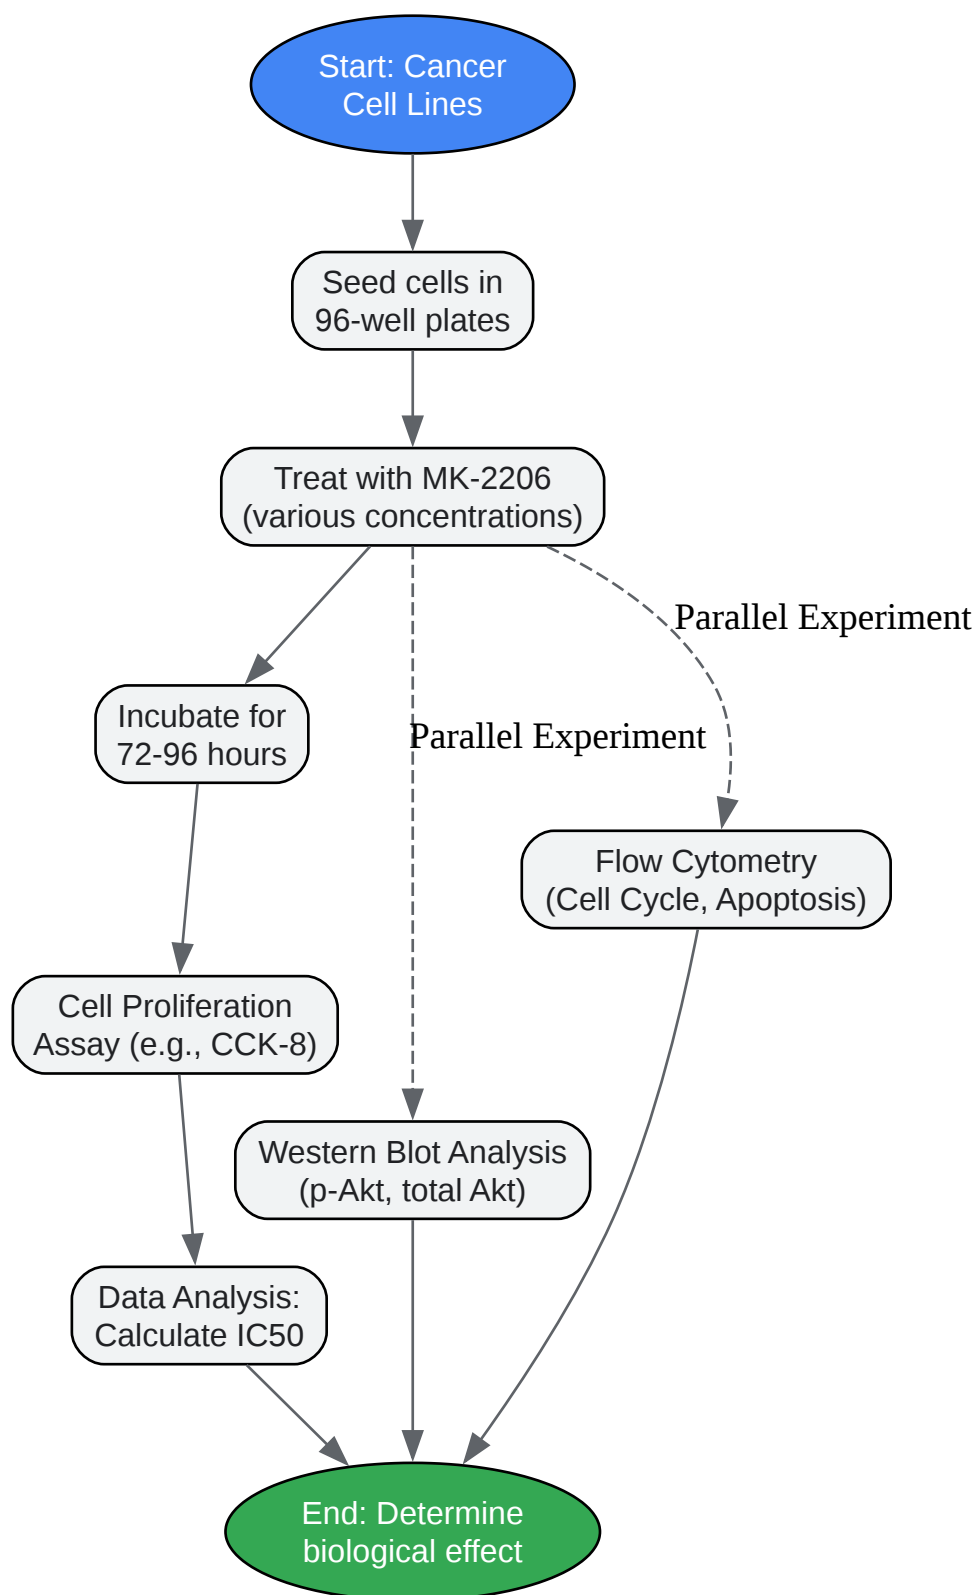 Start: Cancer
Cell Lines
Seed cells in
96-well plates
Treat with MK-2206
(various concentrations)
Parallel Experiment
Incubate for
72-96 hours
Parallel Experiment
Flow Cytometry
(Cell Cycle, Apoptosis)
Cell Proliferation
Assay (e.g., CCK-8)
Western Blot Analysis
(p-Akt, total Akt)
Data Analysis:
Calculate IC50
End: Determine
biological effect